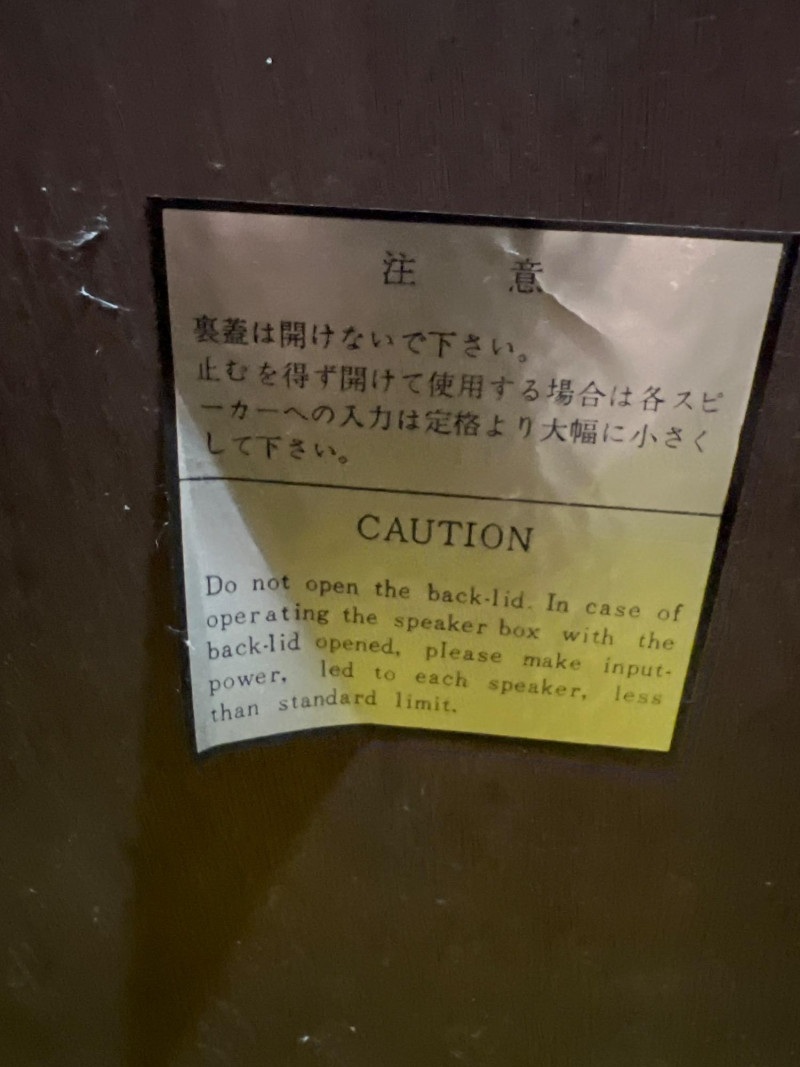 注 意
裏蓋は開けないで下さい。
止むを得ず開けて使用する場合は各スピ
ーカーへの入力は定格より大幅に小さく
して下さい。
CAUTION
Do not open the back-lid. In case of
operating the speaker box with the
back-lid opened, please make input-
power, led to each speaker, less
than standard limit.